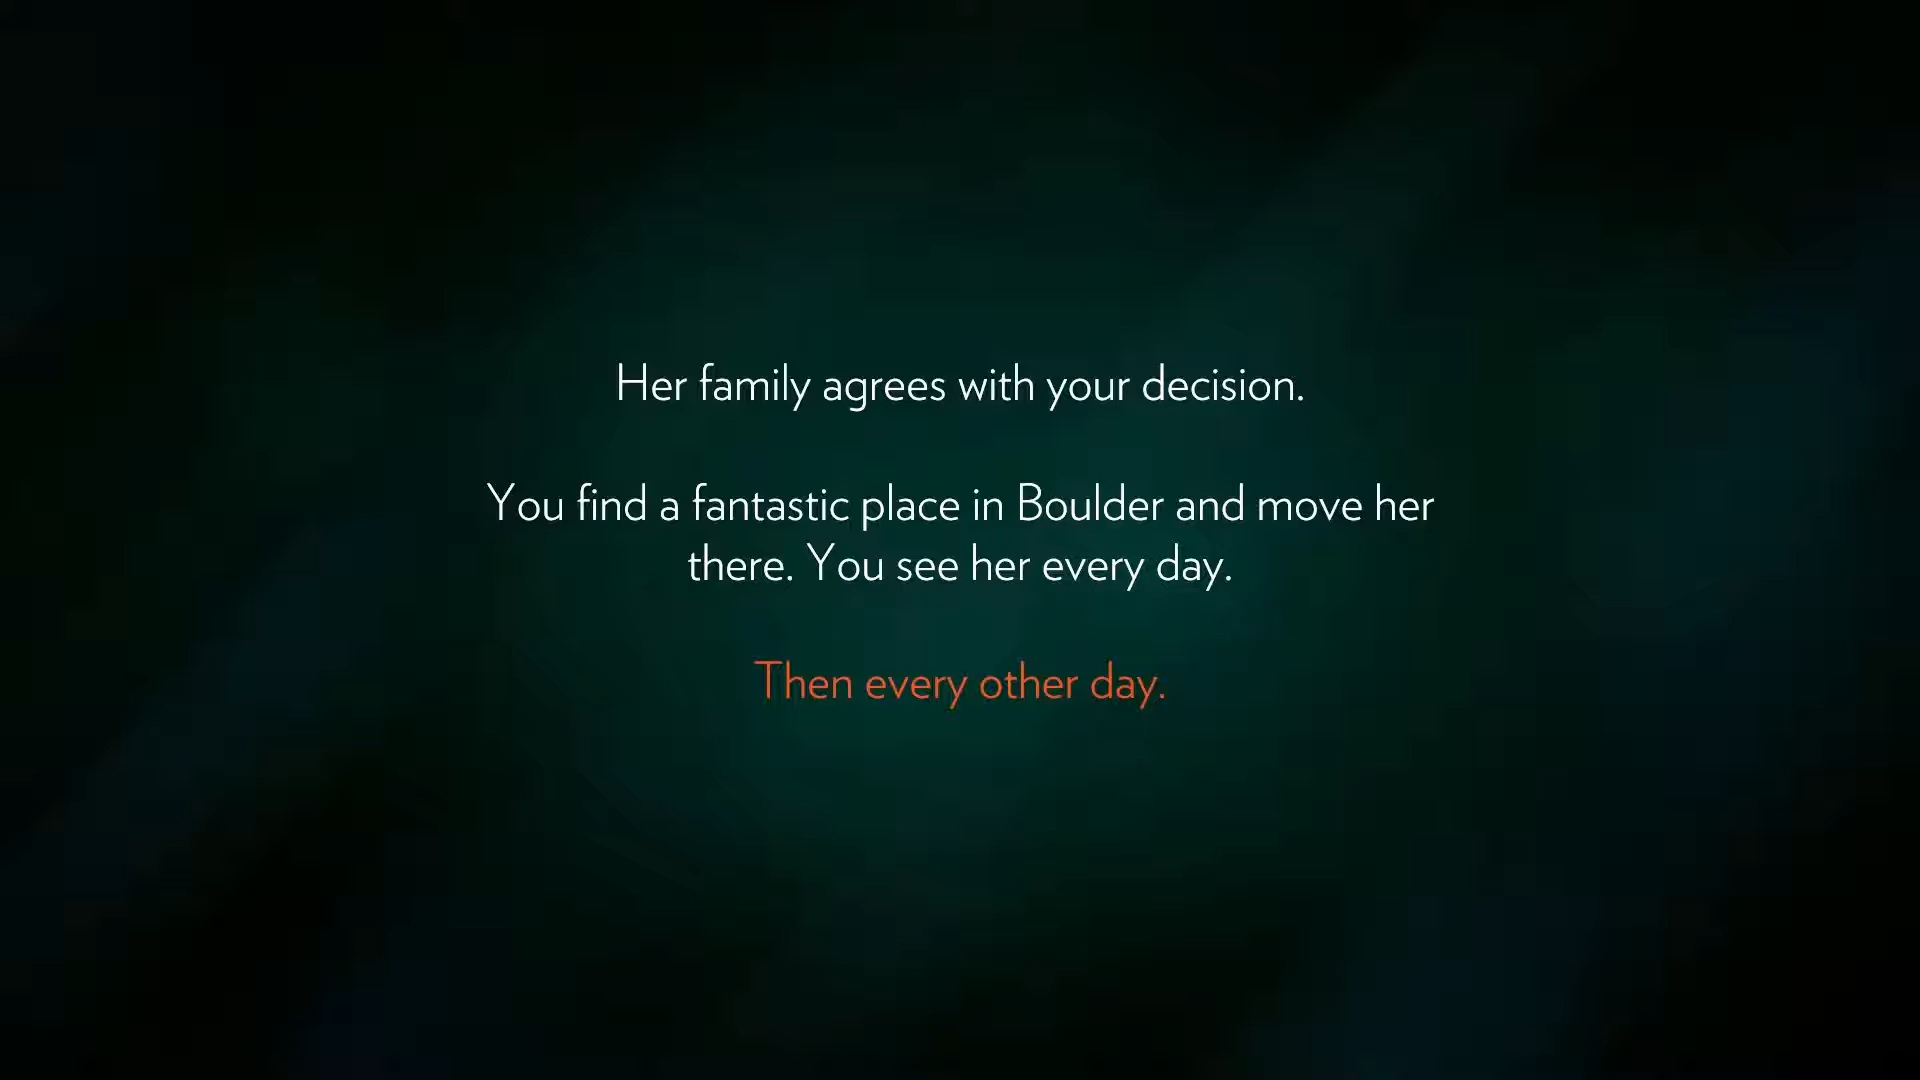 Her family agrees with your decision.
You find a fantastic place in Boulder and move her
there. You see her every day.
Then every other day.